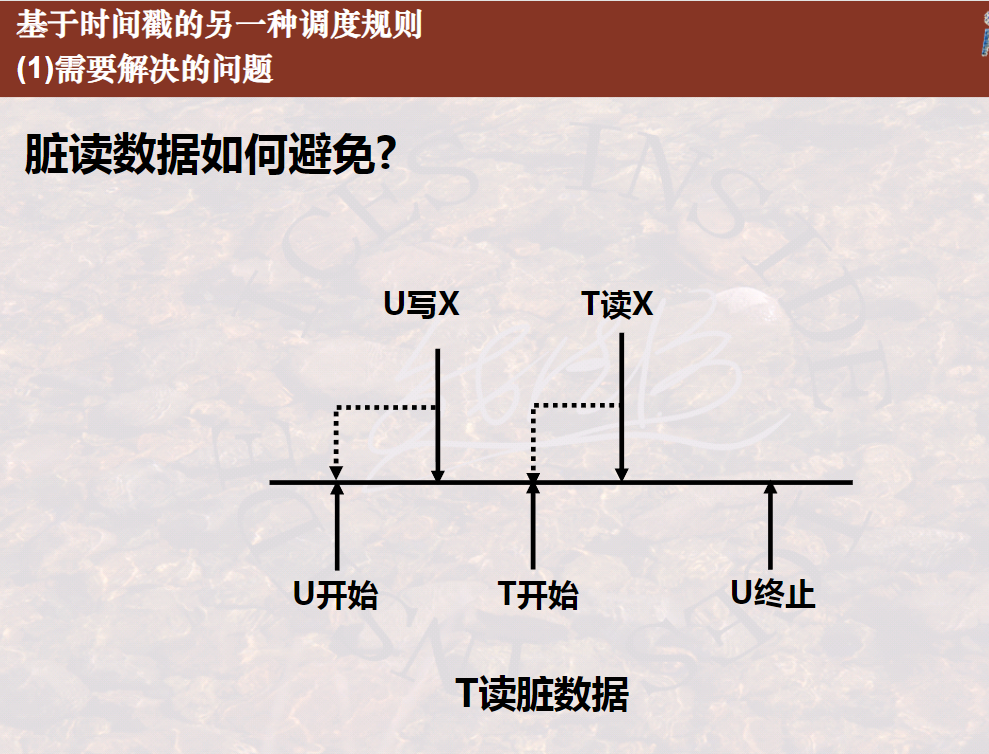 基于时间戳的另一种调度规则
(1)需要解决的问题
脏读数据如何避免?
U写X
T读X
U开始
T开始
U终止
T读脏数据